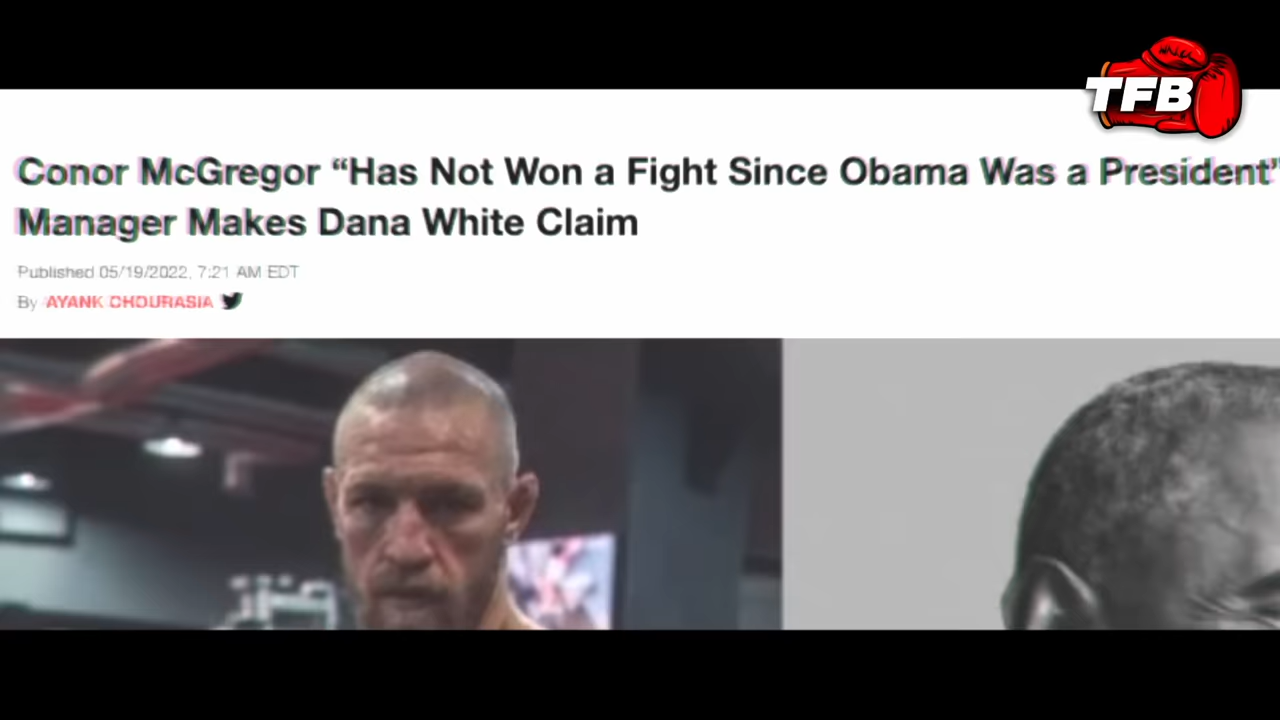 TFB
Conor McGregor “Has Not Won a Fight Since Obama Was a President”
Manager Makes Dana White Claim
Published 05/19/2022, 7:21 AM EDT
By AYANK CHOURASIA